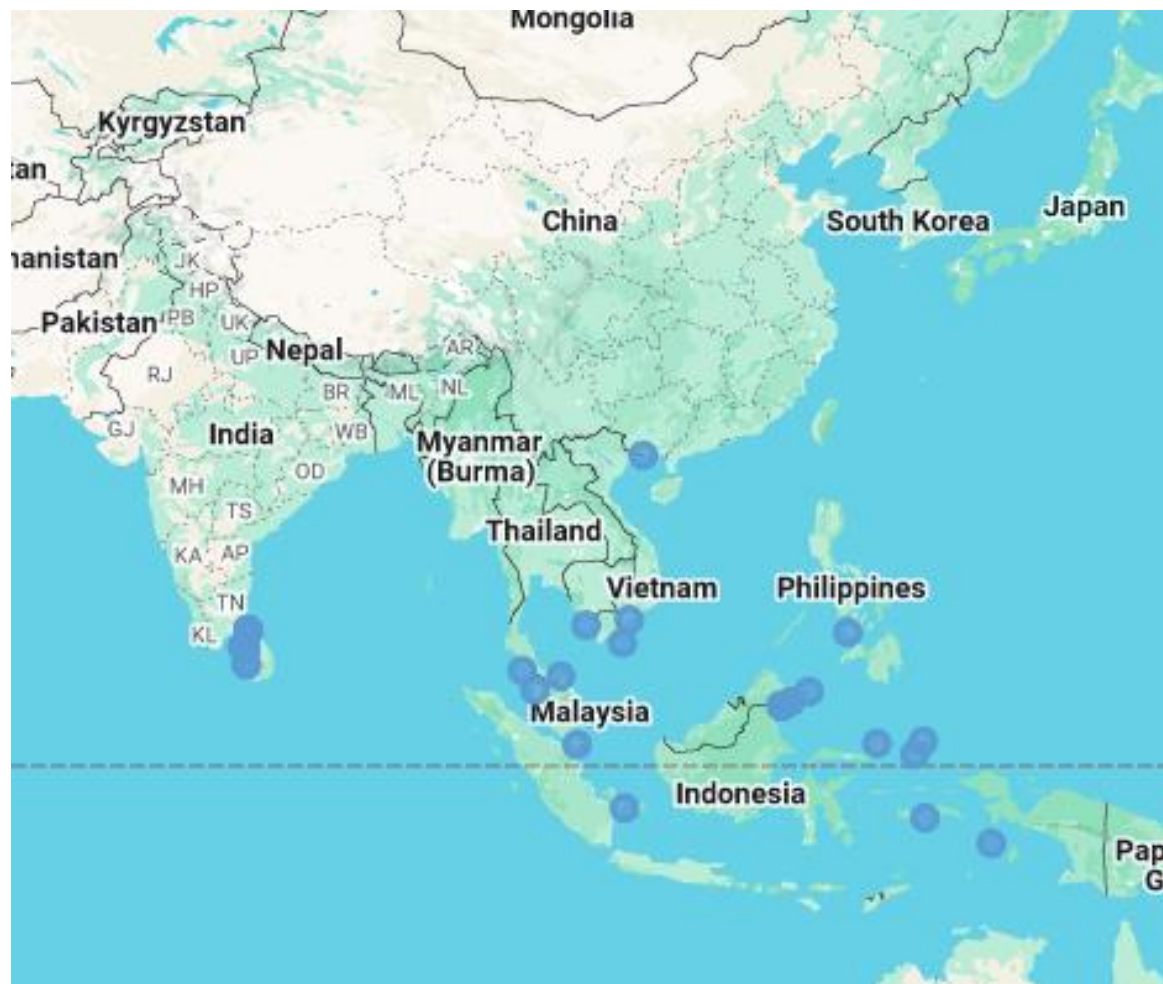 Mongolia
Kyrgyzstan
tan
China
South Korea
Japan
hanistan
JK
HP
Pakistan
PB
UK
Nepal
AR
UP
RJ
BR
ML
NL
GJ
India
WB
Myanmar
(Burma)
OD
MH
TS
Thailand
KA
AP
Vietnam
Philippines
TN
KL
Malaysia
Indonesia
Pap
G